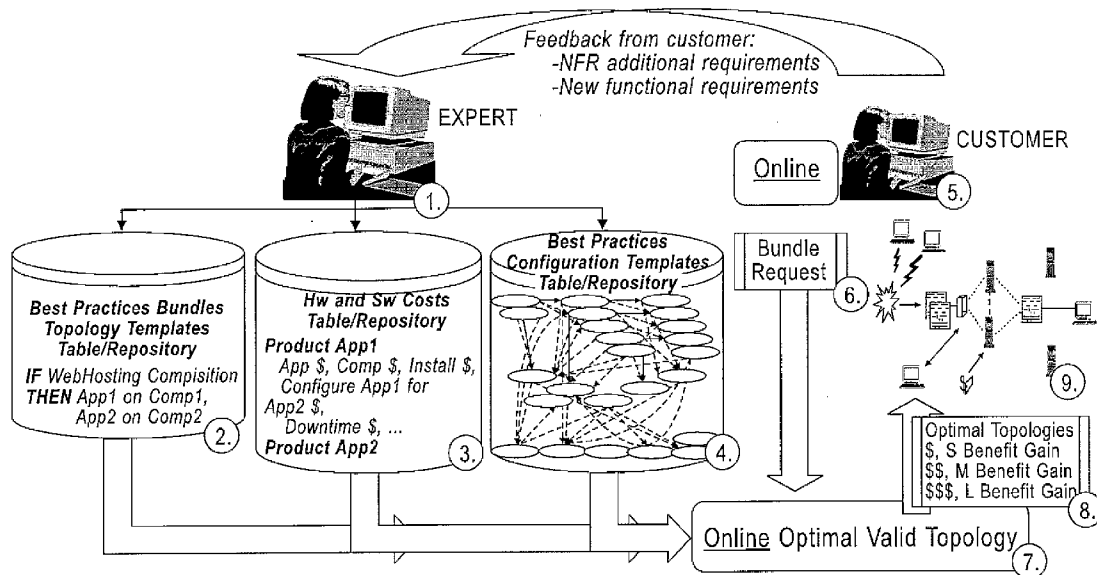 Feedback from customer:
-NFR additional requirements
-New functional requirements
EXPERT
1.
CUSTOMER
Online
5.
Best Practices Bundles
Topology Templates
Table/Repository
IF WebHosting Compisition
THEN App1 on Comp1,
App2 on Comp2
2.
Hw and Sw Costs
Table/Repository
Product App1
App $, Comp $, Install $,
Configure App1 for
App2 $,
Downtime $, ...
Product App2
3.
Best Practices
Configuration Templates
Table/Repository
4.
Bundle
Request
6.
9.
Optimal Topologies
$, S Benefit Gain
$$, M Benefit Gain
$$$, L Benefit Gain
8.
Online Optimal Valid Topology
7.